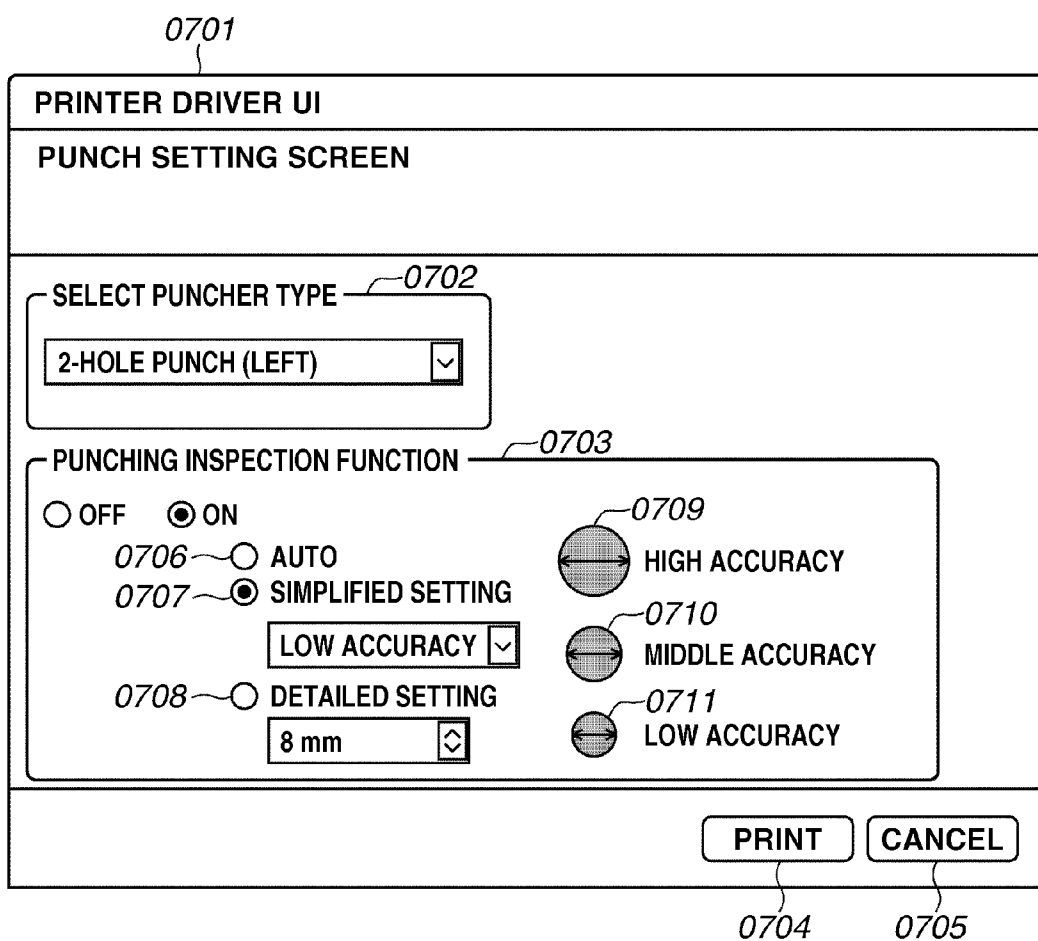 0701
PRINTER DRIVER UI
PUNCH SETTING SCREEN
0702
SELECT PUNCHER TYPE
2-HOLE PUNCH (LEFT)
0703
PUNCHING INSPECTION FUNCTION
OFF ON
0709
0706 AUTO
HIGH ACCURACY
0707 SIMPLIFIED SETTING
0710
LOW ACCURACY
MIDDLE ACCURACY
0708 DETAILED SETTING
0711
8 mm
LOW ACCURACY
PRINT CANCEL
0704 0705